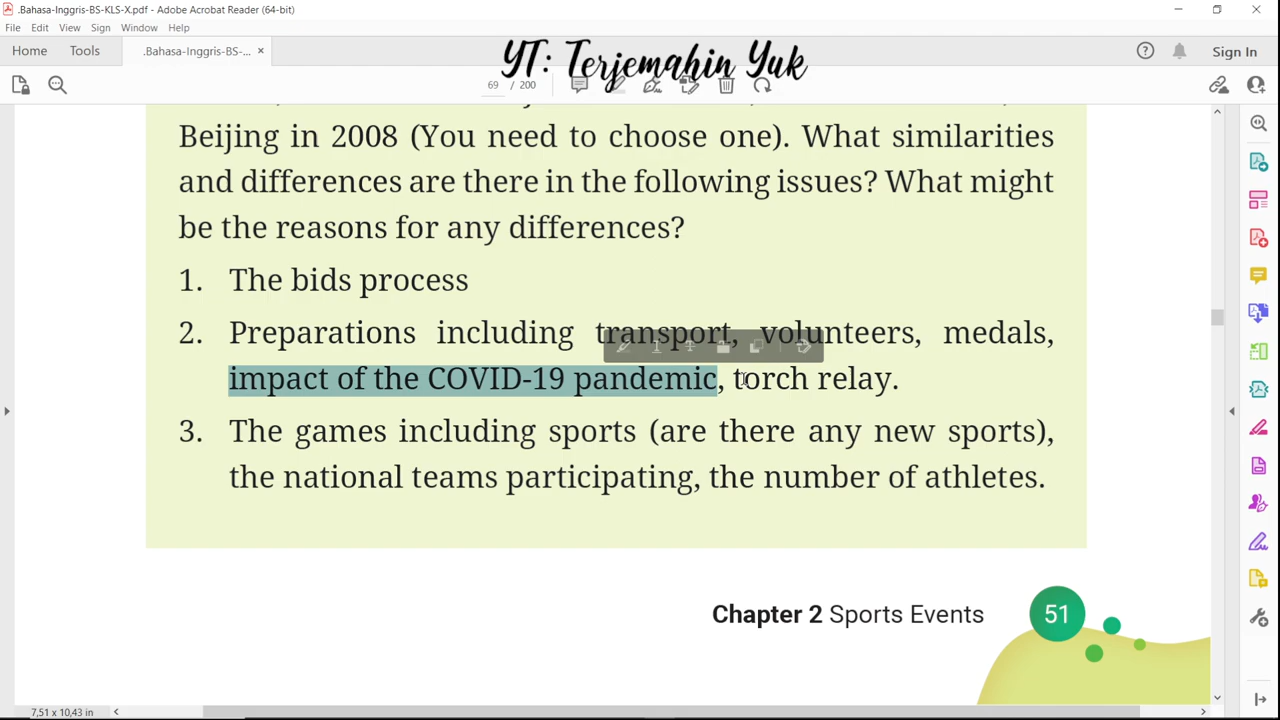 .Bahasa-Inggris-BS-KLS-X.pdf - Adobe Acrobat Reader (64-bit)
File Edit View Sign Window Help
Home Tools .Bahasa-Inggris-BS-... × Sign In
YT: Terjemahin Yuk
69 / 200
Beijing in 2008 (You need to choose one). What similarities
and differences are there in the following issues? What might
be the reasons for any differences?
1. The bids process
2. Preparations including transport, volunteers, medals,
impact of the COVID-19 pandemic, torch relay.
3. The games including sports (are there any new sports),
the national teams participating, the number of athletes.
Chapter 2 Sports Events 51
7,51 x 10,43 in